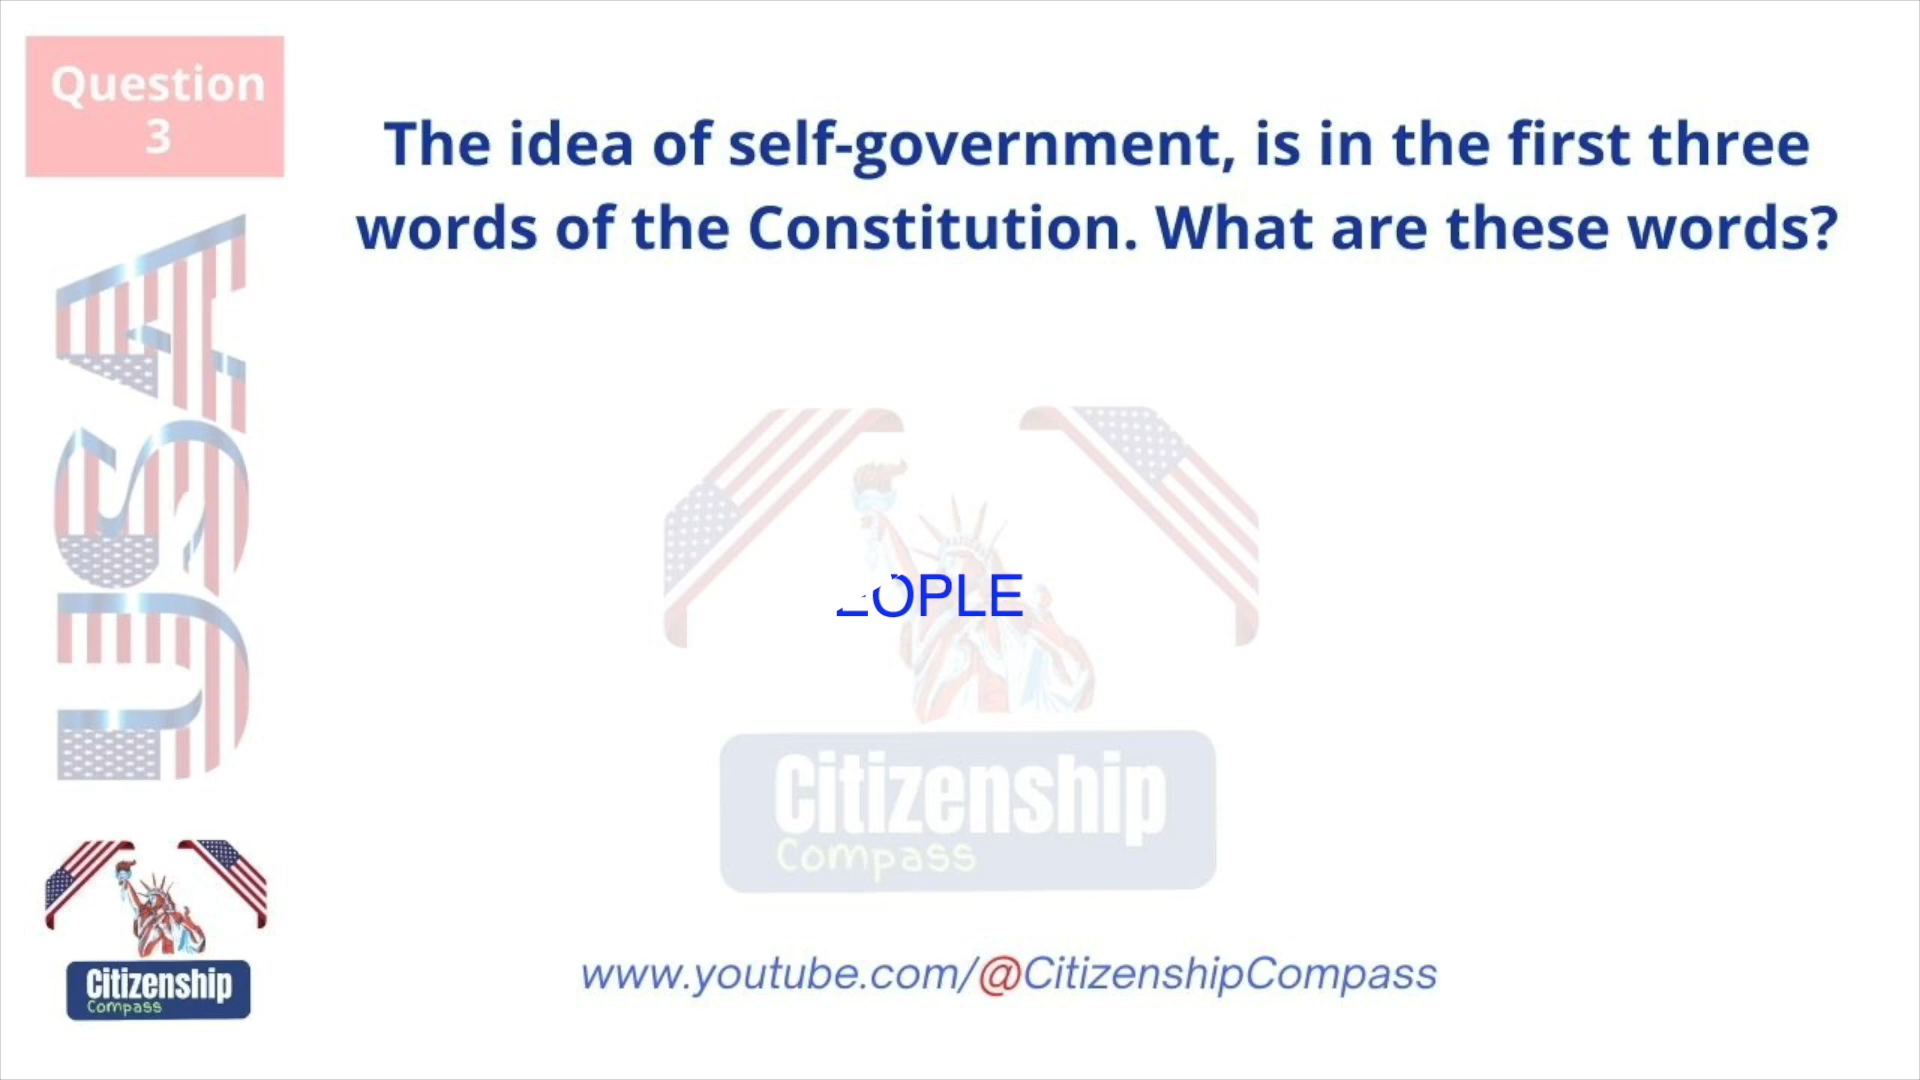 Question
3
The idea of self-government, is in the first three
words of the Constitution. What are these words?
OPLE
Citizenship
Compass
www.youtube.com/@CitizenshipCompass
Citizenship
Compass